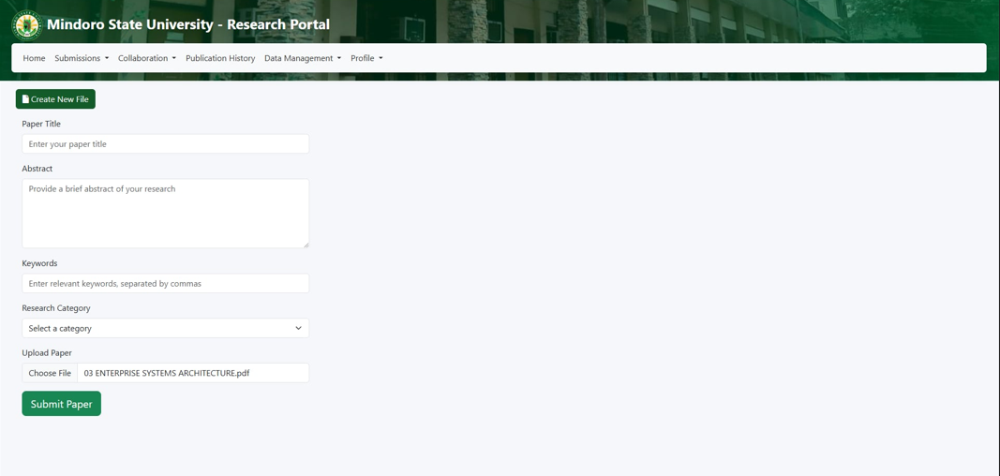 Mindoro State University - Research Portal
Home Submissions Collaboration Publication History Data Management Profile
Create New File
Paper Title
Enter your paper title
Abstract
Provide a brief abstract of your research
Keywords
Enter relevant keywords, separated by commas
Research Category
Select a category
Upload Paper
Choose File 03 ENTERPRISE SYSTEMS ARCHITECTURE.pdf
Submit Paper